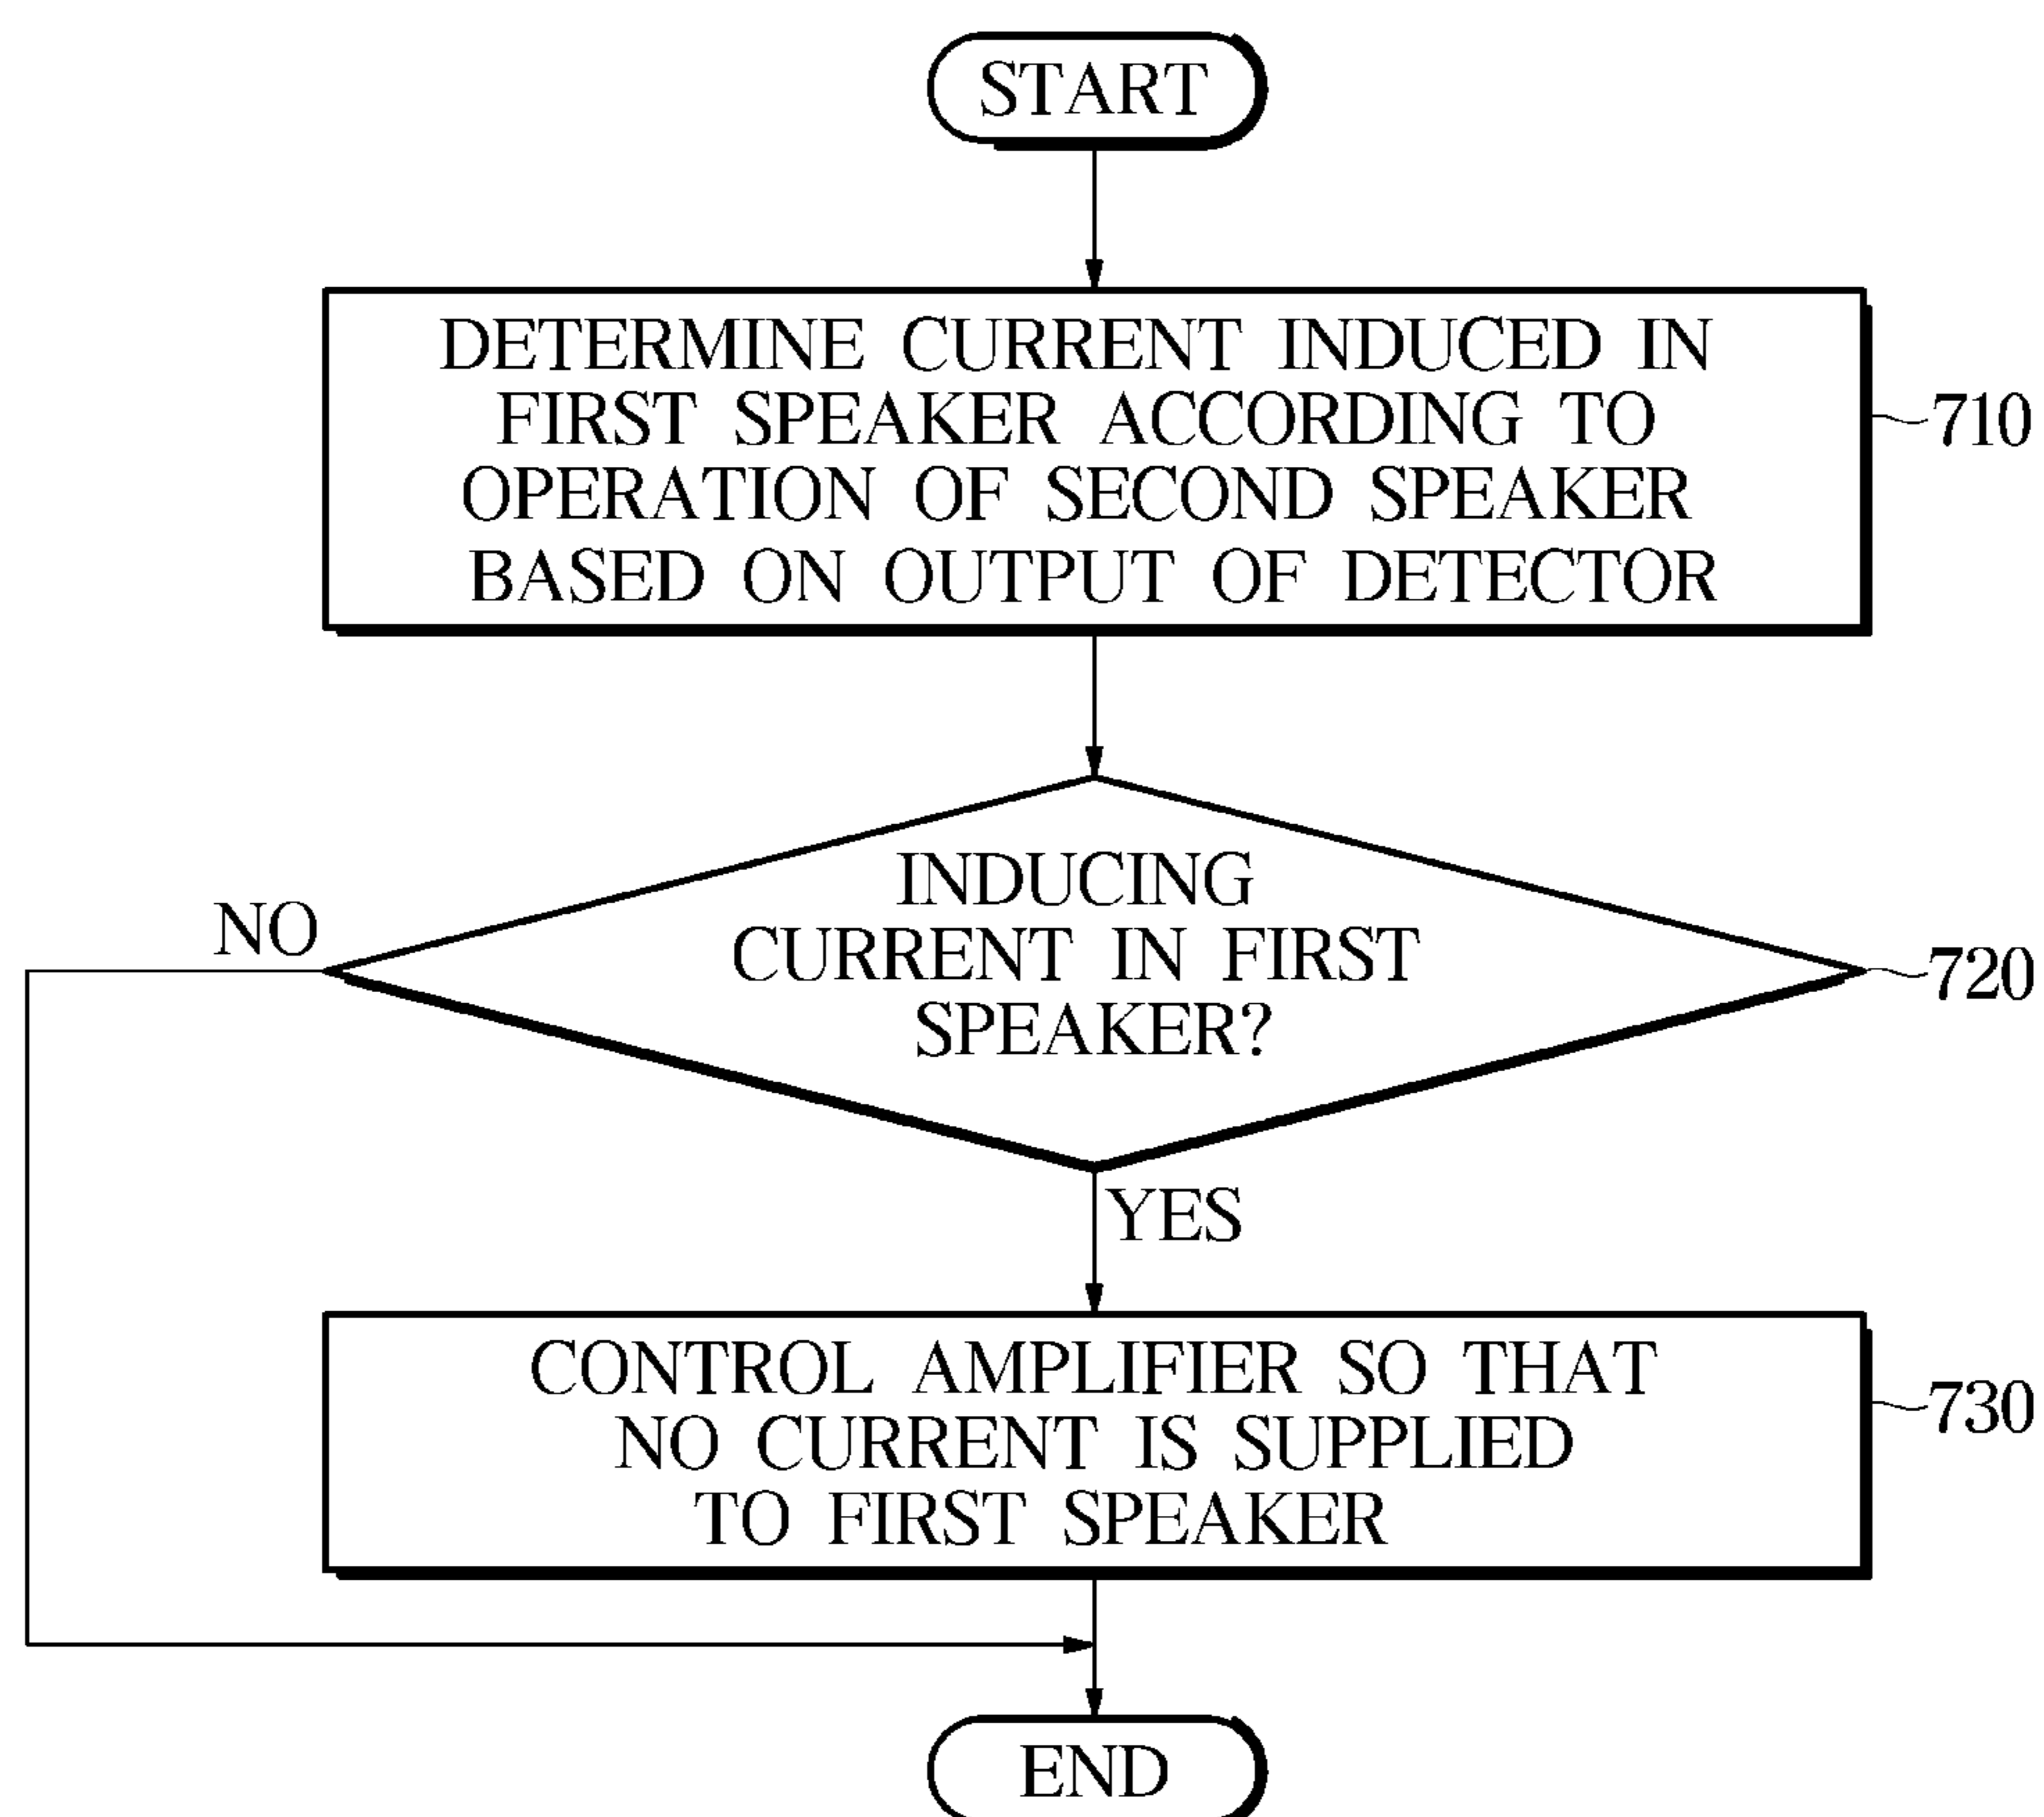 START
DETERMINE CURRENT INDUCED IN
FIRST SPEAKER ACCORDING TO
OPERATION OF SECOND SPEAKER
BASED ON OUTPUT OF DETECTOR
710
INDUCING
CURRENT IN FIRST
SPEAKER?
NO
720
YES
CONTROL AMPLIFIER SO THAT
NO CURRENT IS SUPPLIED
TO FIRST SPEAKER
730
END